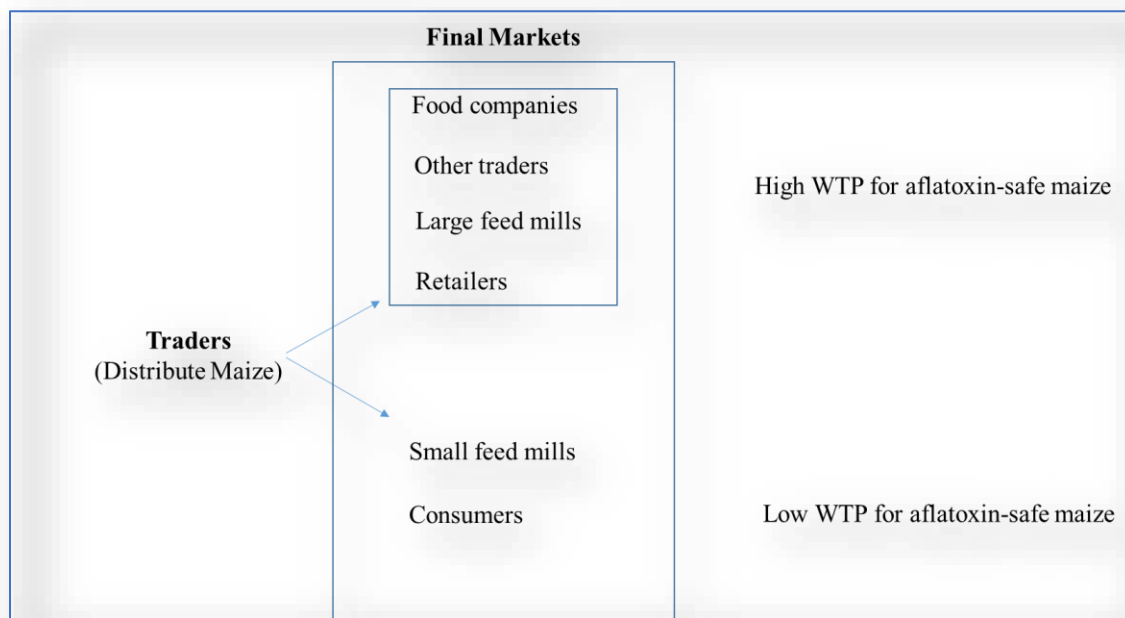 Final Markets
Food companies
Other traders
High WTP for aflatoxin-safe maize
Large feed mills
Retailers
Traders
(Distribute Maize)
Small feed mills
Consumers
Low WTP for aflatoxin-safe maize